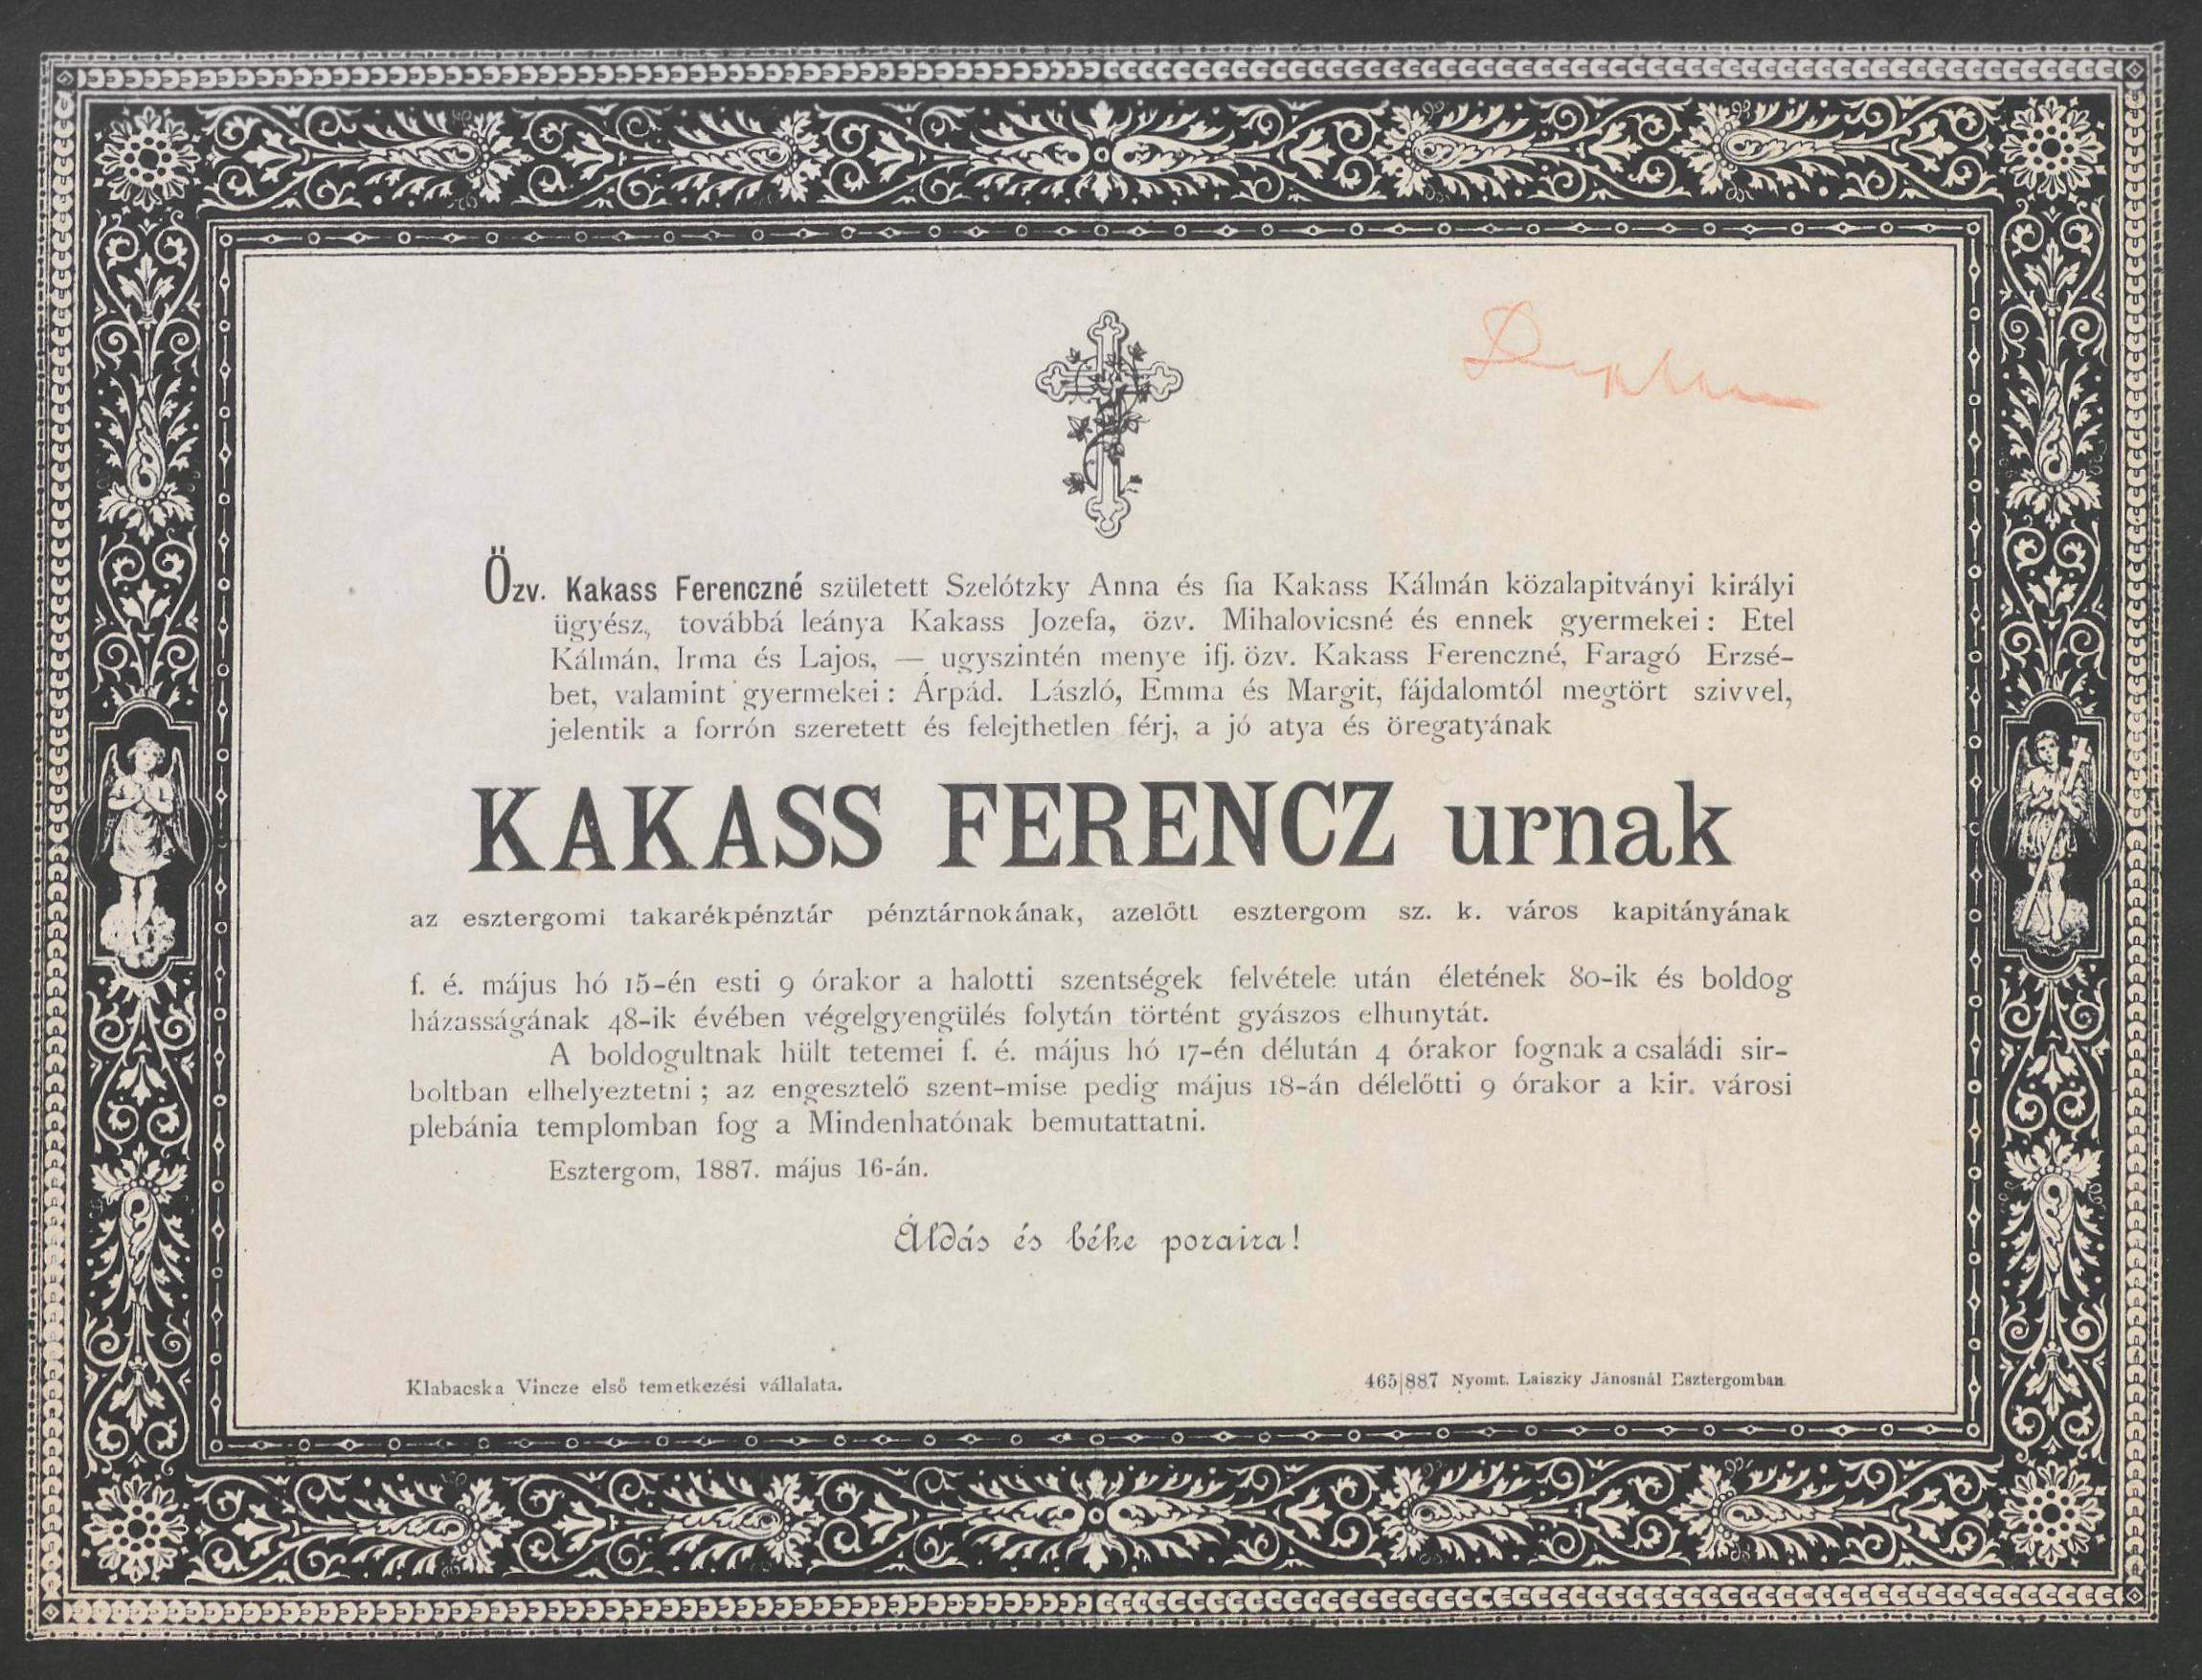 Özv. Kakass Ferenczné született Szelótzky Anna és fia Kakass Kálmán közalapitványi királyi
ügyész, továbbá leánya Kakass Jozefa, özv. Mihalovicsné és ennek gyermekei: Etel
Kálmán, Irma és Lajos, — ugyszintén menye ifj. özv. Kakass Ferenczné, Faragó Erzsé-
bet, valamint gyermekei: Árpád. László, Emma és Margit, fájdalomtól megtört szivvel,
jelentik a forrón szeretett és felejthetlen férj, a jó atya és öregatyának
KAKASS FERENCZ urnak
az esztergomi takarékpénztár pénztárnokának, azelőtt esztergom sz. k. város kapitányának
f. é. május hó 15-én esti 9 órakor a halotti szentségek felvétele után életének 80-ik és boldog
házasságának 48-ik évében végelgyengülés folytán történt gyászos elhunytát.
A boldogultnak hült tetemei f. é. május hó 17-én délután 4 órakor fognak a családi sir-
boltban elhelyeztetni; az engesztelő szent-mise pedig május 18-án délelőtti 9 órakor a kir. városi
plebánia templomban fog a Mindenhatónak bemutattatni.
Esztergom, 1887. május 16-án.
Áldás és béke poraira!
Klabacska Vincze első temetkezési vállalata.
465|887 Nyomt. Laiszky Jánosnál Esztergomban